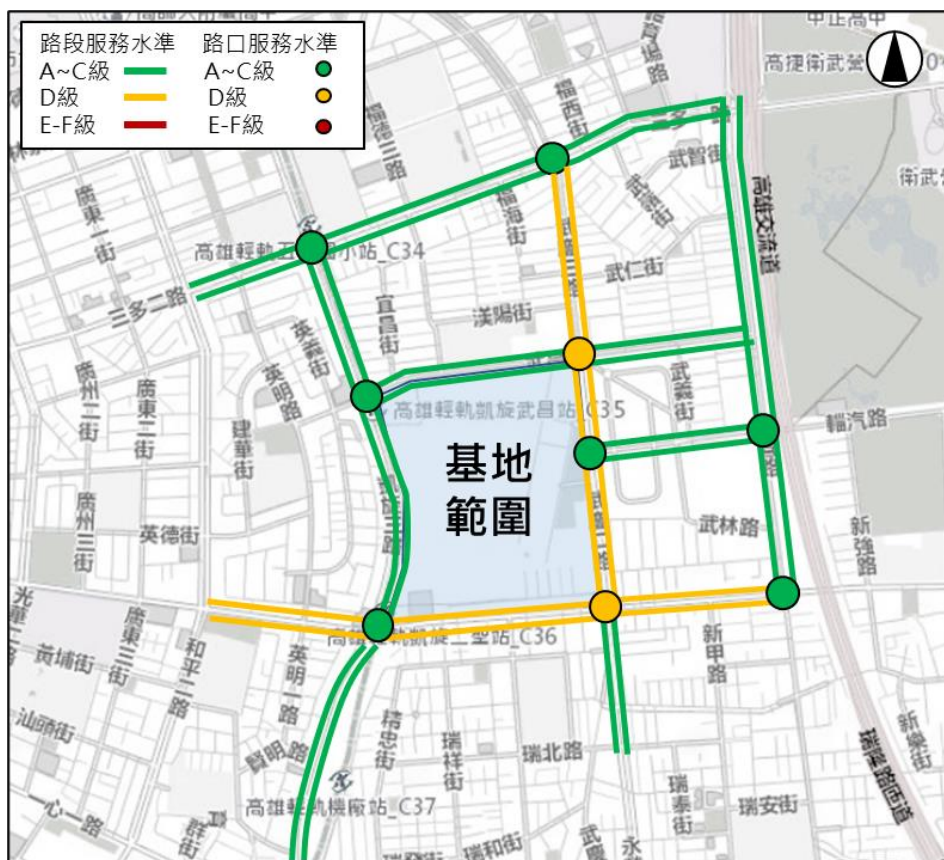 路段服務水準 路口服務水準
A~C級 A~C級
D級 D級
E-F級 E-F級
中正高中
高捷衛武營
福西街
福德三路
武智街
衛武
廣東一街
福海街
高雄交流道
高雄輕軌五 小站_C34
武仁街
三多二路
宜昌街
漢陽街
英義街
英明路
武義街
廣州一街
廣東二街
建華街
高雄輕軌凱旋武昌站_C35
輜汽路
基地
範圍
武林路
英德街
廣州三街
新強路
光華
廣東三街
和平二路
高雄輕軌凱旋二聖站_C36
黃埔街
英明一路
新甲路
汕頭街
賢明路
瑞祥街
瑞北路
新樂街
瑞隆路匝道
高雄輕軌機廠站_C37
瑞泰街
瑞安街
一心一路
瑞和街